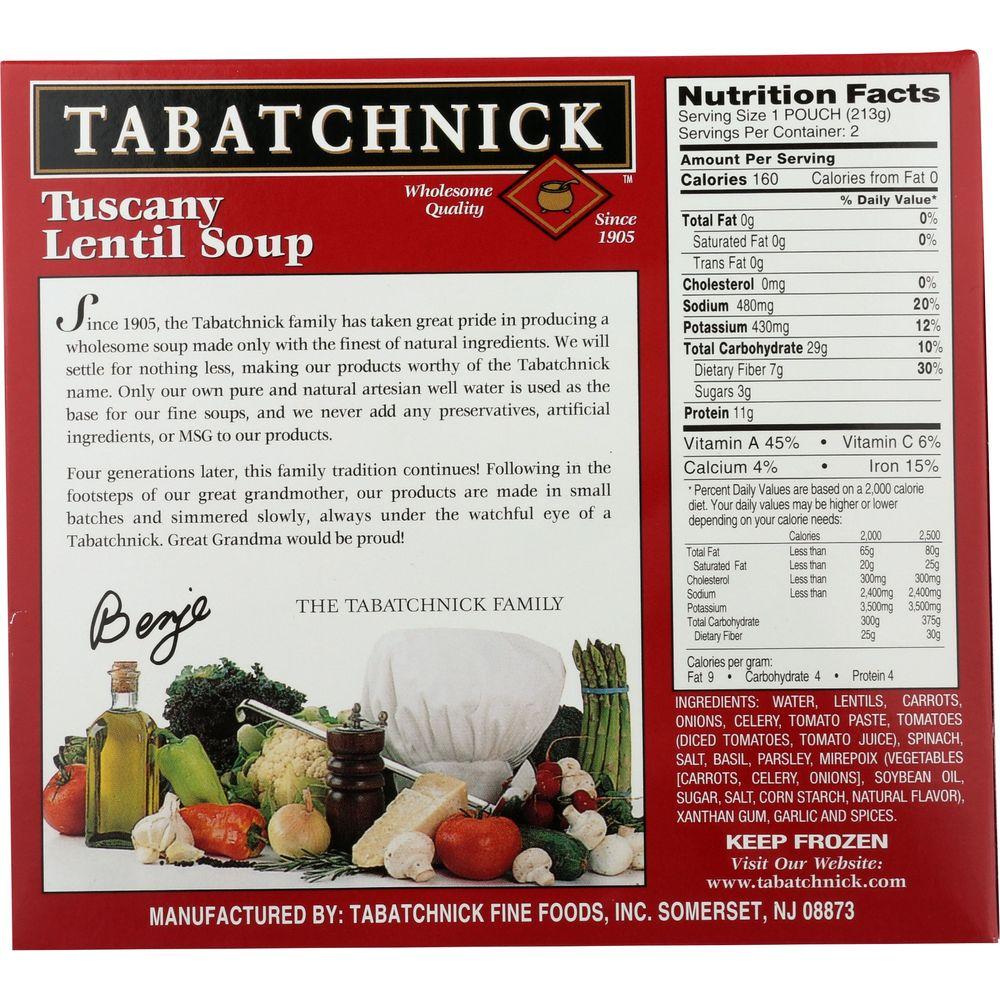 TABATCHNICK
TM
Tuscany
Lentil Soup
Wholesome
Quality
Since
1905
Since 1905, the Tabatchnick family has taken great pride in producing a
wholesome soup made only with the finest of natural ingredients. We will
settle for nothing less, making our products worthy of the Tabatchnick
name. Only our own pure and natural artesian well water is used as the
base for our fine soups, and we never add any preservatives, artificial
ingredients, or MSG to our products.
Four generations later, this family tradition continues! Following in the
footsteps of our great grandmother, our products are made in small
batches and simmered slowly, always under the watchful eye of a
Tabatchnick. Great Grandma would be proud!
Benje
THE TABATCHNICK FAMILY
Nutrition Facts
Serving Size 1 POUCH (213g)
Servings Per Container: 2
Amount Per Serving
Calories 160 Calories from Fat 0
% Daily Value*
Total Fat 0g 0%
Saturated Fat 0g 0%
Trans Fat 0g
Cholesterol 0mg 0%
Sodium 480mg 20%
Potassium 430mg 12%
Total Carbohydrate 29g 10%
Dietary Fiber 7g 30%
Sugars 3g
Protein 11g
Vitamin A 45% • Vitamin C 6%
Calcium 4% • Iron 15%
* Percent Daily Values are based on a 2,000 calorie
diet. Your daily values may be higher or lower
depending on your calorie needs:
Calories 2,000 2,500
Total Fat Less than 65g 80g
Saturated Fat Less than 20g 25g
Cholesterol Less than 300mg 300mg
Sodium Less than 2,400mg 2,400mg
Potassium 3,500mg 3,500mg
Total Carbohydrate 300g 375g
Dietary Fiber 25g 30g
Calories per gram:
Fat 9 • Carbohydrate 4 • Protein 4
INGREDIENTS: WATER, LENTILS, CARROTS,
ONIONS, CELERY, TOMATO PASTE, TOMATOES
(DICED TOMATOES, TOMATO JUICE), SPINACH,
SALT, BASIL, PARSLEY, MIREPOIX (VEGETABLES
[CARROTS, CELERY, ONIONS], SOYBEAN OIL,
SUGAR, SALT, CORN STARCH, NATURAL FLAVOR),
XANTHAN GUM, GARLIC AND SPICES.
KEEP FROZEN
Visit Our Website:
www.tabatchnick.com
MANUFACTURED BY: TABATCHNICK FINE FOODS, INC. SOMERSET, NJ 08873